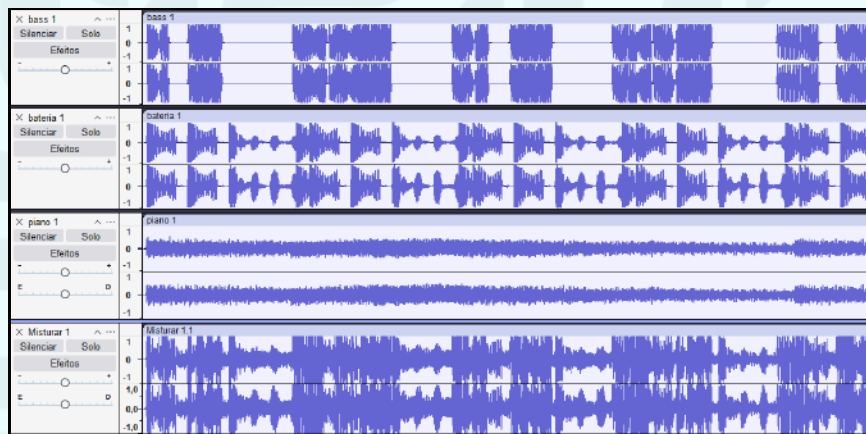 bass 1
bass 1
Silenciar Solo
Efeitos
- +
1
0
-1
1
0
-1
bateria 1
bateria 1
Silenciar Solo
Efeitos
- +
1
0
-1
1
0
-1
piano 1
piano 1
Silenciar Solo
Efeitos
- +
E D
1
0
-1
1
0
-1
Misturar 1
Misturar 1.1
Silenciar Solo
Efeitos
- +
E D
1
0
-1
1,0
0,0
-1,0